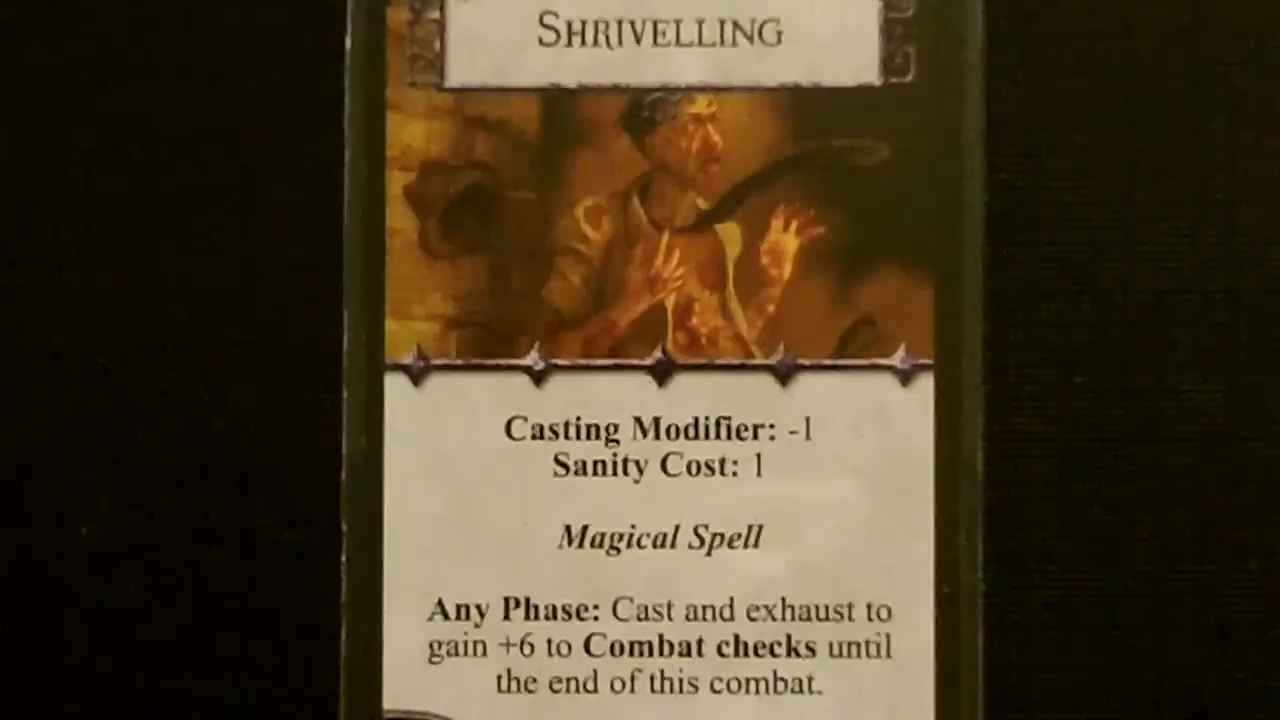 SHRIVELLING
Casting Modifier: -1
Sanity Cost: 1
Magical Spell
Any Phase: Cast and exhaust to
gain +6 to Combat checks until
the end of this combat.